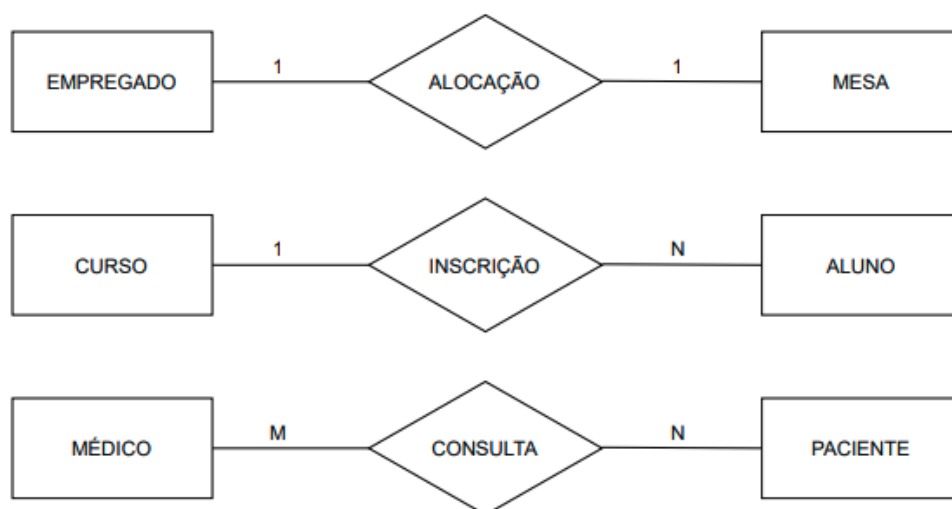 EMPREGADO 1 ALOCAÇÃO 1 MESA
CURSO 1 INSCRIÇÃO N ALUNO
MÉDICO M CONSULTA N PACIENTE